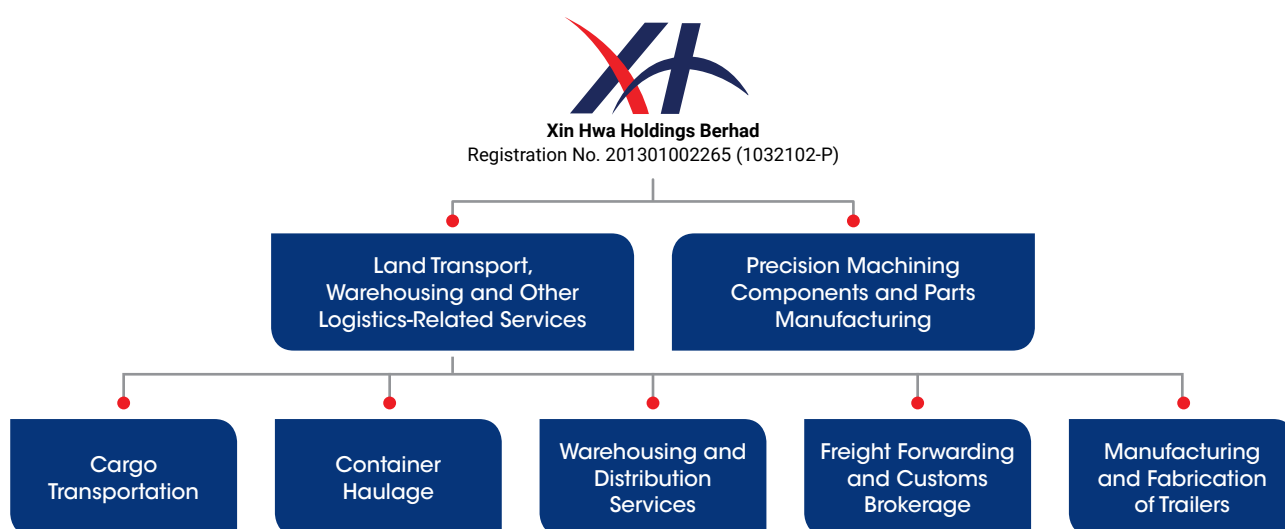 XH
Xin Hwa Holdings Berhad
Registration No. 201301002265 (1032102-P)
Land Transport,
Warehousing and Other
Logistics-Related Services
Precision Machining
Components and Parts
Manufacturing
Cargo
Transportation
Container
Haulage
Warehousing and
Distribution
Services
Freight Forwarding
and Customs
Brokerage
Manufacturing
and Fabrication
of Trailers